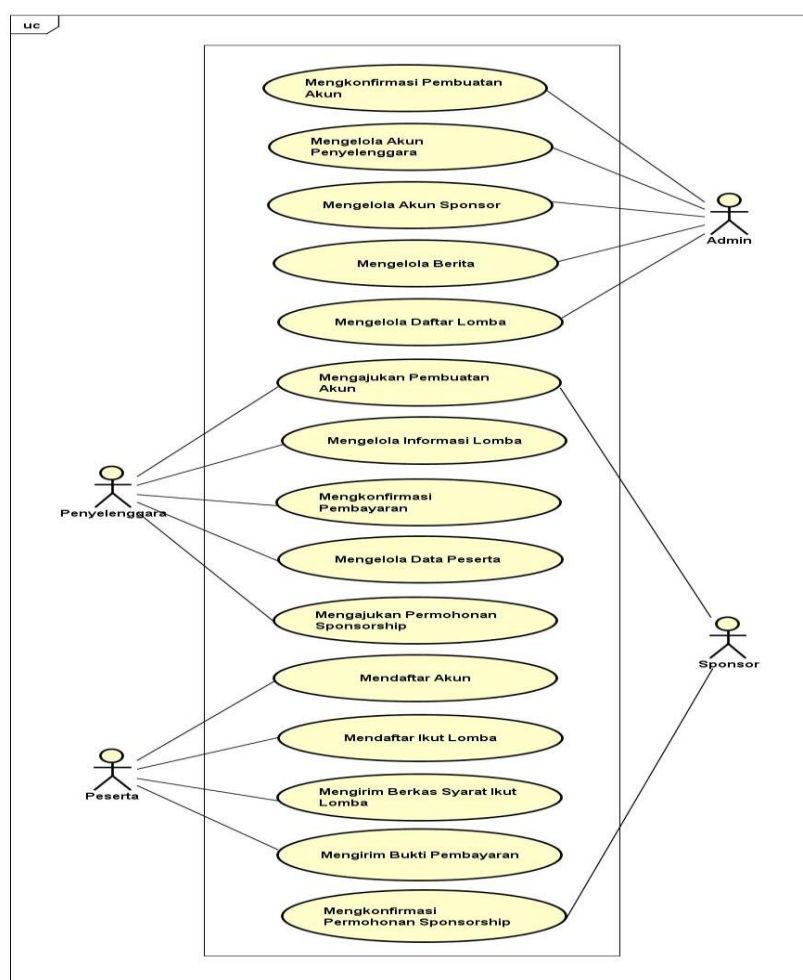 uc
Mengkonfirmasi Pembuatan
Akun
Mengelola Akun
Penyelenggara
Mengelola Akun Sponsor
Admin
Mengelola Berita
Mengelola Daftar Lomba
Mengajukan Pembuatan
Akun
Mengelola Informasi Lomba
Penyelenggara
Mengkonfirmasi
Pembayaran
Mengelola Data Peserta
Mengajukan Permohonan
Sponsorship
Sponsor
Mendaftar Akun
Mendaftar Ikut Lomba
Peserta
Mengirim Berkas Syarat Ikut
Lomba
Mengirim Bukti Pembayaran
Mengkonfirmasi
Permohonan Sponsorship